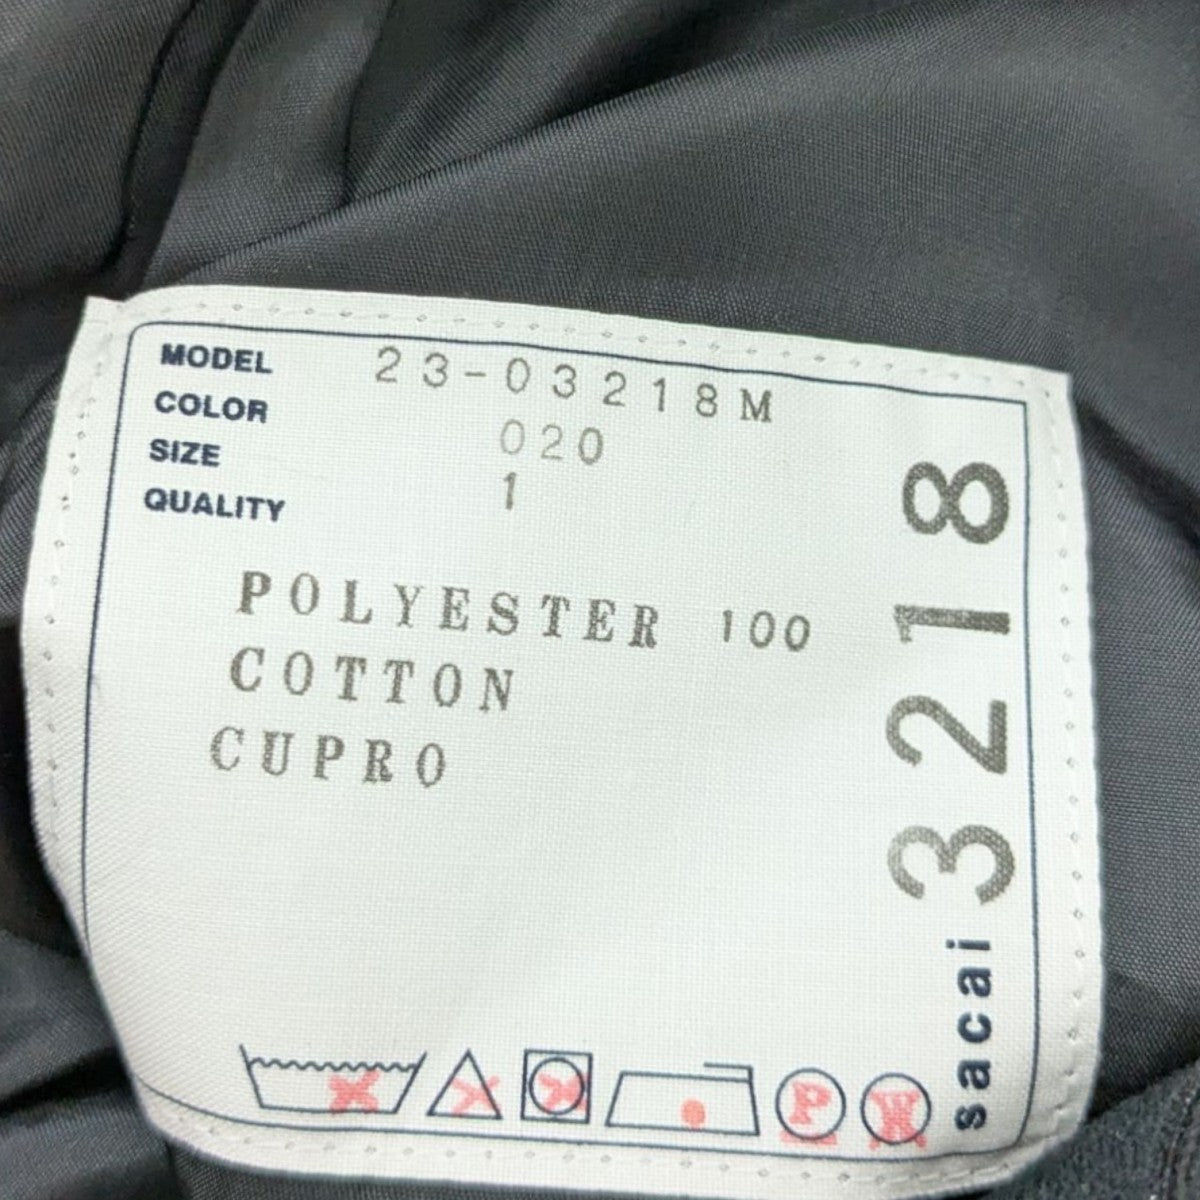 MODEL 23-03218M
COLOR 020
SIZE 1
QUALITY
POLYESTER 100
COTTON
CUPRO
sacai 3218
P W